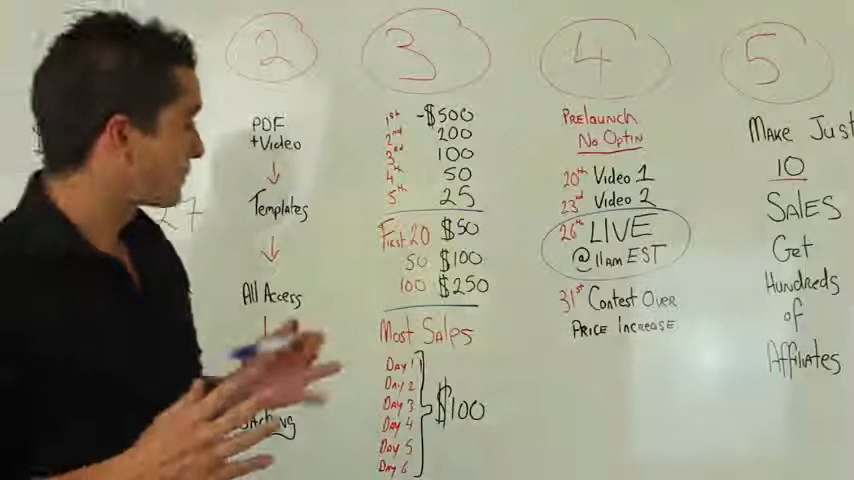 2
PDF
+Video
Templates
All Access
27
3
1st -$500
2nd 200
3rd 100
4th 50
5th 25
First 20 $50
50 $100
100 $250
Most Sales
Day 1
Day 2
Day 3
Day 4
Day 5
Day 6
$100
4
Prelaunch
No Optin
20th Video 1
23rd Video 2
26th LIVE
@ 11am EST
31st Contest Over
Price Increase
5
Make Just
10
Sales
Get
Hundreds
of
Affiliates